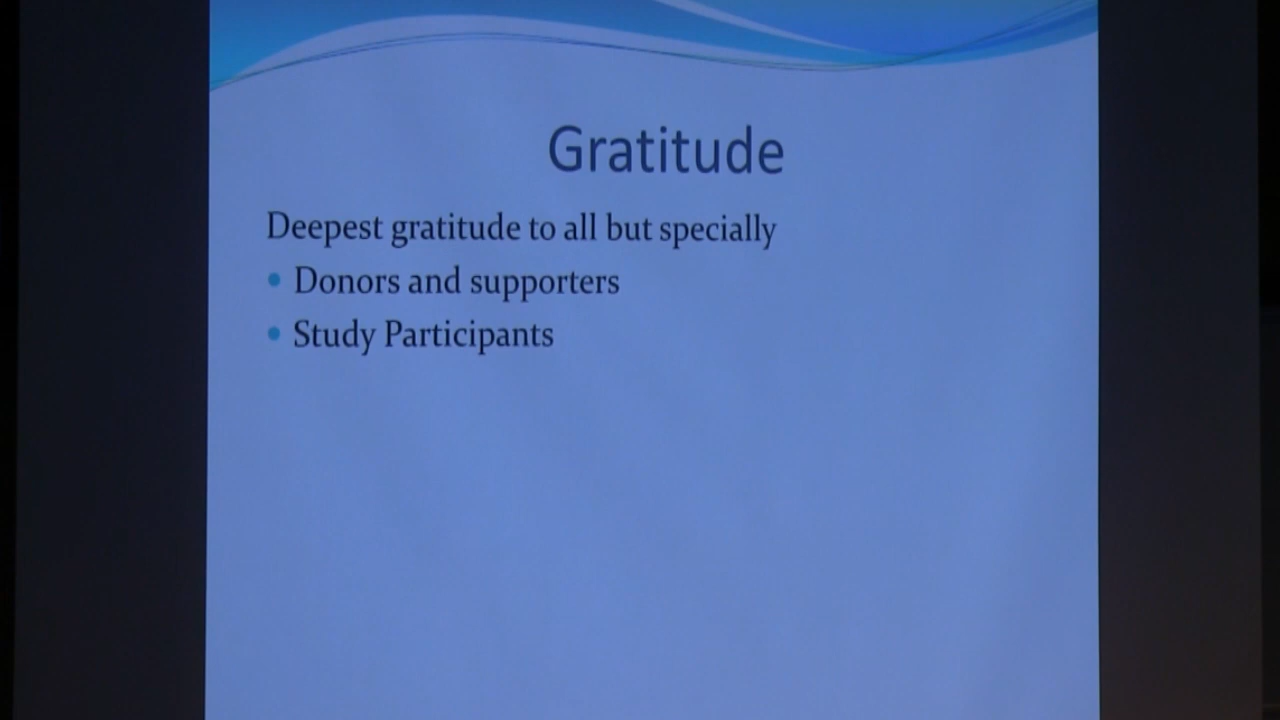 Gratitude
Deepest gratitude to all but specially
• Donors and supporters
• Study Participants